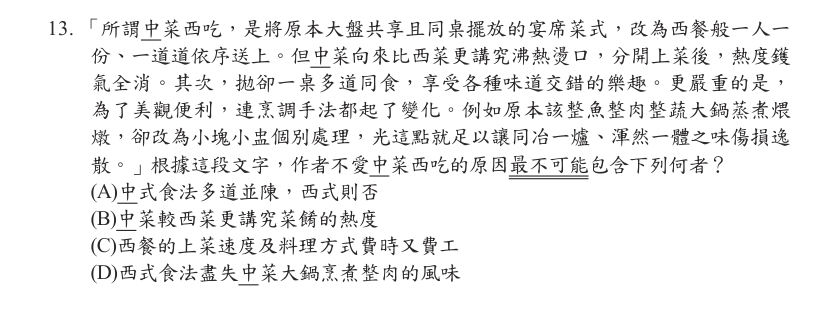 13. 「所謂中菜西吃，是將原本大盤共享且同桌擺放的宴席菜式，改為西餐般一人一
份、一道道依序送上。但中菜向來比西菜更講究沸熱燙口，分開上菜後，熱度鑊
氣全消。其次，拋卻一桌多道同食，享受各種味道交錯的樂趣。更嚴重的是，
為了美觀便利，連烹調手法都起了變化。例如原本該整魚整肉整蔬大鍋蒸煮煨
燉，卻改為小塊小盅個別處理，光這點就足以讓同冶一爐、渾然一體之味傷損逸
散。」根據這段文字，作者不愛中菜西吃的原因最不可能包含下列何者？
(A)中式食法多道並陳，西式則否
(B)中菜較西菜更講究菜餚的熱度
(C)西餐的上菜速度及料理方式費時又費工
(D)西式食法盡失中菜大鍋烹煮整肉的風味